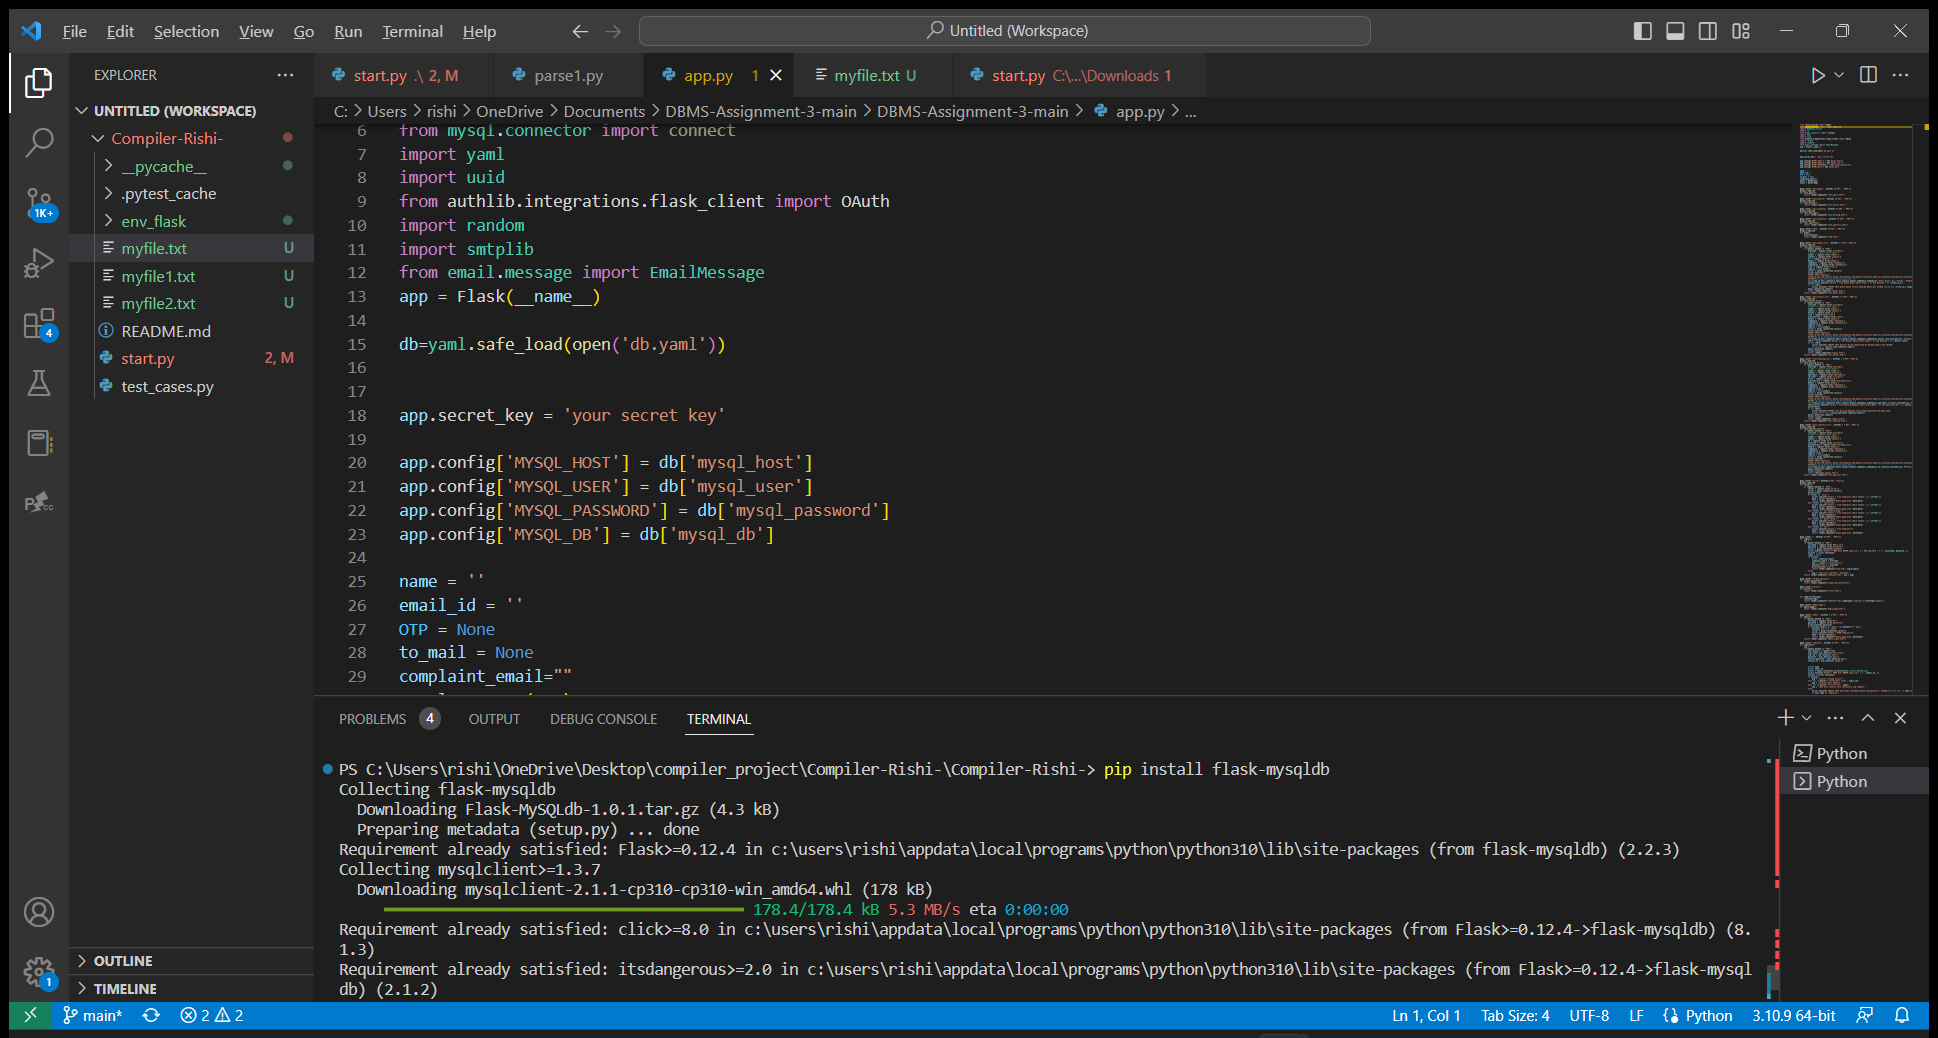 File Edit Selection View Go Run Terminal Help
Untitled (Workspace)
EXPLORER
start.py .\ 2, M
parse1.py
app.py 1
myfile.txt U
start.py C:\...\Downloads 1
C: > Users > rishi > OneDrive > Documents > DBMS-Assignment-3-main > DBMS-Assignment-3-main > app.py > ...
UNTITLED (WORKSPACE)
Compiler-Rishi-
__pycache__
.pytest_cache
env_flask
myfile.txt U
myfile1.txt U
myfile2.txt U
README.md
start.py 2, M
test_cases.py
1K+
4
1
OUTLINE
TIMELINE
6 from mysql.connector import connect
7 import yaml
8 import uuid
9 from authlib.integrations.flask_client import OAuth
10 import random
11 import smtplib
12 from email.message import EmailMessage
13 app = Flask(__name__)
14
15 db=yaml.safe_load(open('db.yaml'))
16
17
18 app.secret_key = 'your secret key'
19
20 app.config['MYSQL_HOST'] = db['mysql_host']
21 app.config['MYSQL_USER'] = db['mysql_user']
22 app.config['MYSQL_PASSWORD'] = db['mysql_password']
23 app.config['MYSQL_DB'] = db['mysql_db']
24
25 name = ''
26 email_id = ''
27 OTP = None
28 to_mail = None
29 complaint_email=""
PROBLEMS 4 OUTPUT DEBUG CONSOLE TERMINAL
PS C:\Users\rishi\OneDrive\Desktop\compiler_project\Compiler-Rishi-\Compiler-Rishi-> pip install flask-mysqldb
Collecting flask-mysqldb
Downloading Flask-MySQLdb-1.0.1.tar.gz (4.3 kB)
Preparing metadata (setup.py) ... done
Requirement already satisfied: Flask>=0.12.4 in c:\users\rishi\appdata\local\programs\python\python310\lib\site-packages (from flask-mysqldb) (2.2.3)
Collecting mysqlclient>=1.3.7
Downloading mysqlclient-2.1.1-cp310-cp310-win_amd64.whl (178 kB)
178.4/178.4 kB 5.3 MB/s eta 0:00:00
Requirement already satisfied: click>=8.0 in c:\users\rishi\appdata\local\programs\python\python310\lib\site-packages (from Flask>=0.12.4->flask-mysqldb) (8.
1.3)
Requirement already satisfied: itsdangerous>=2.0 in c:\users\rishi\appdata\local\programs\python\python310\lib\site-packages (from Flask>=0.12.4->flask-mysql
db) (2.1.2)
Python
Python
main* 2 2
Ln 1, Col 1 Tab Size: 4 UTF-8 LF Python 3.10.9 64-bit